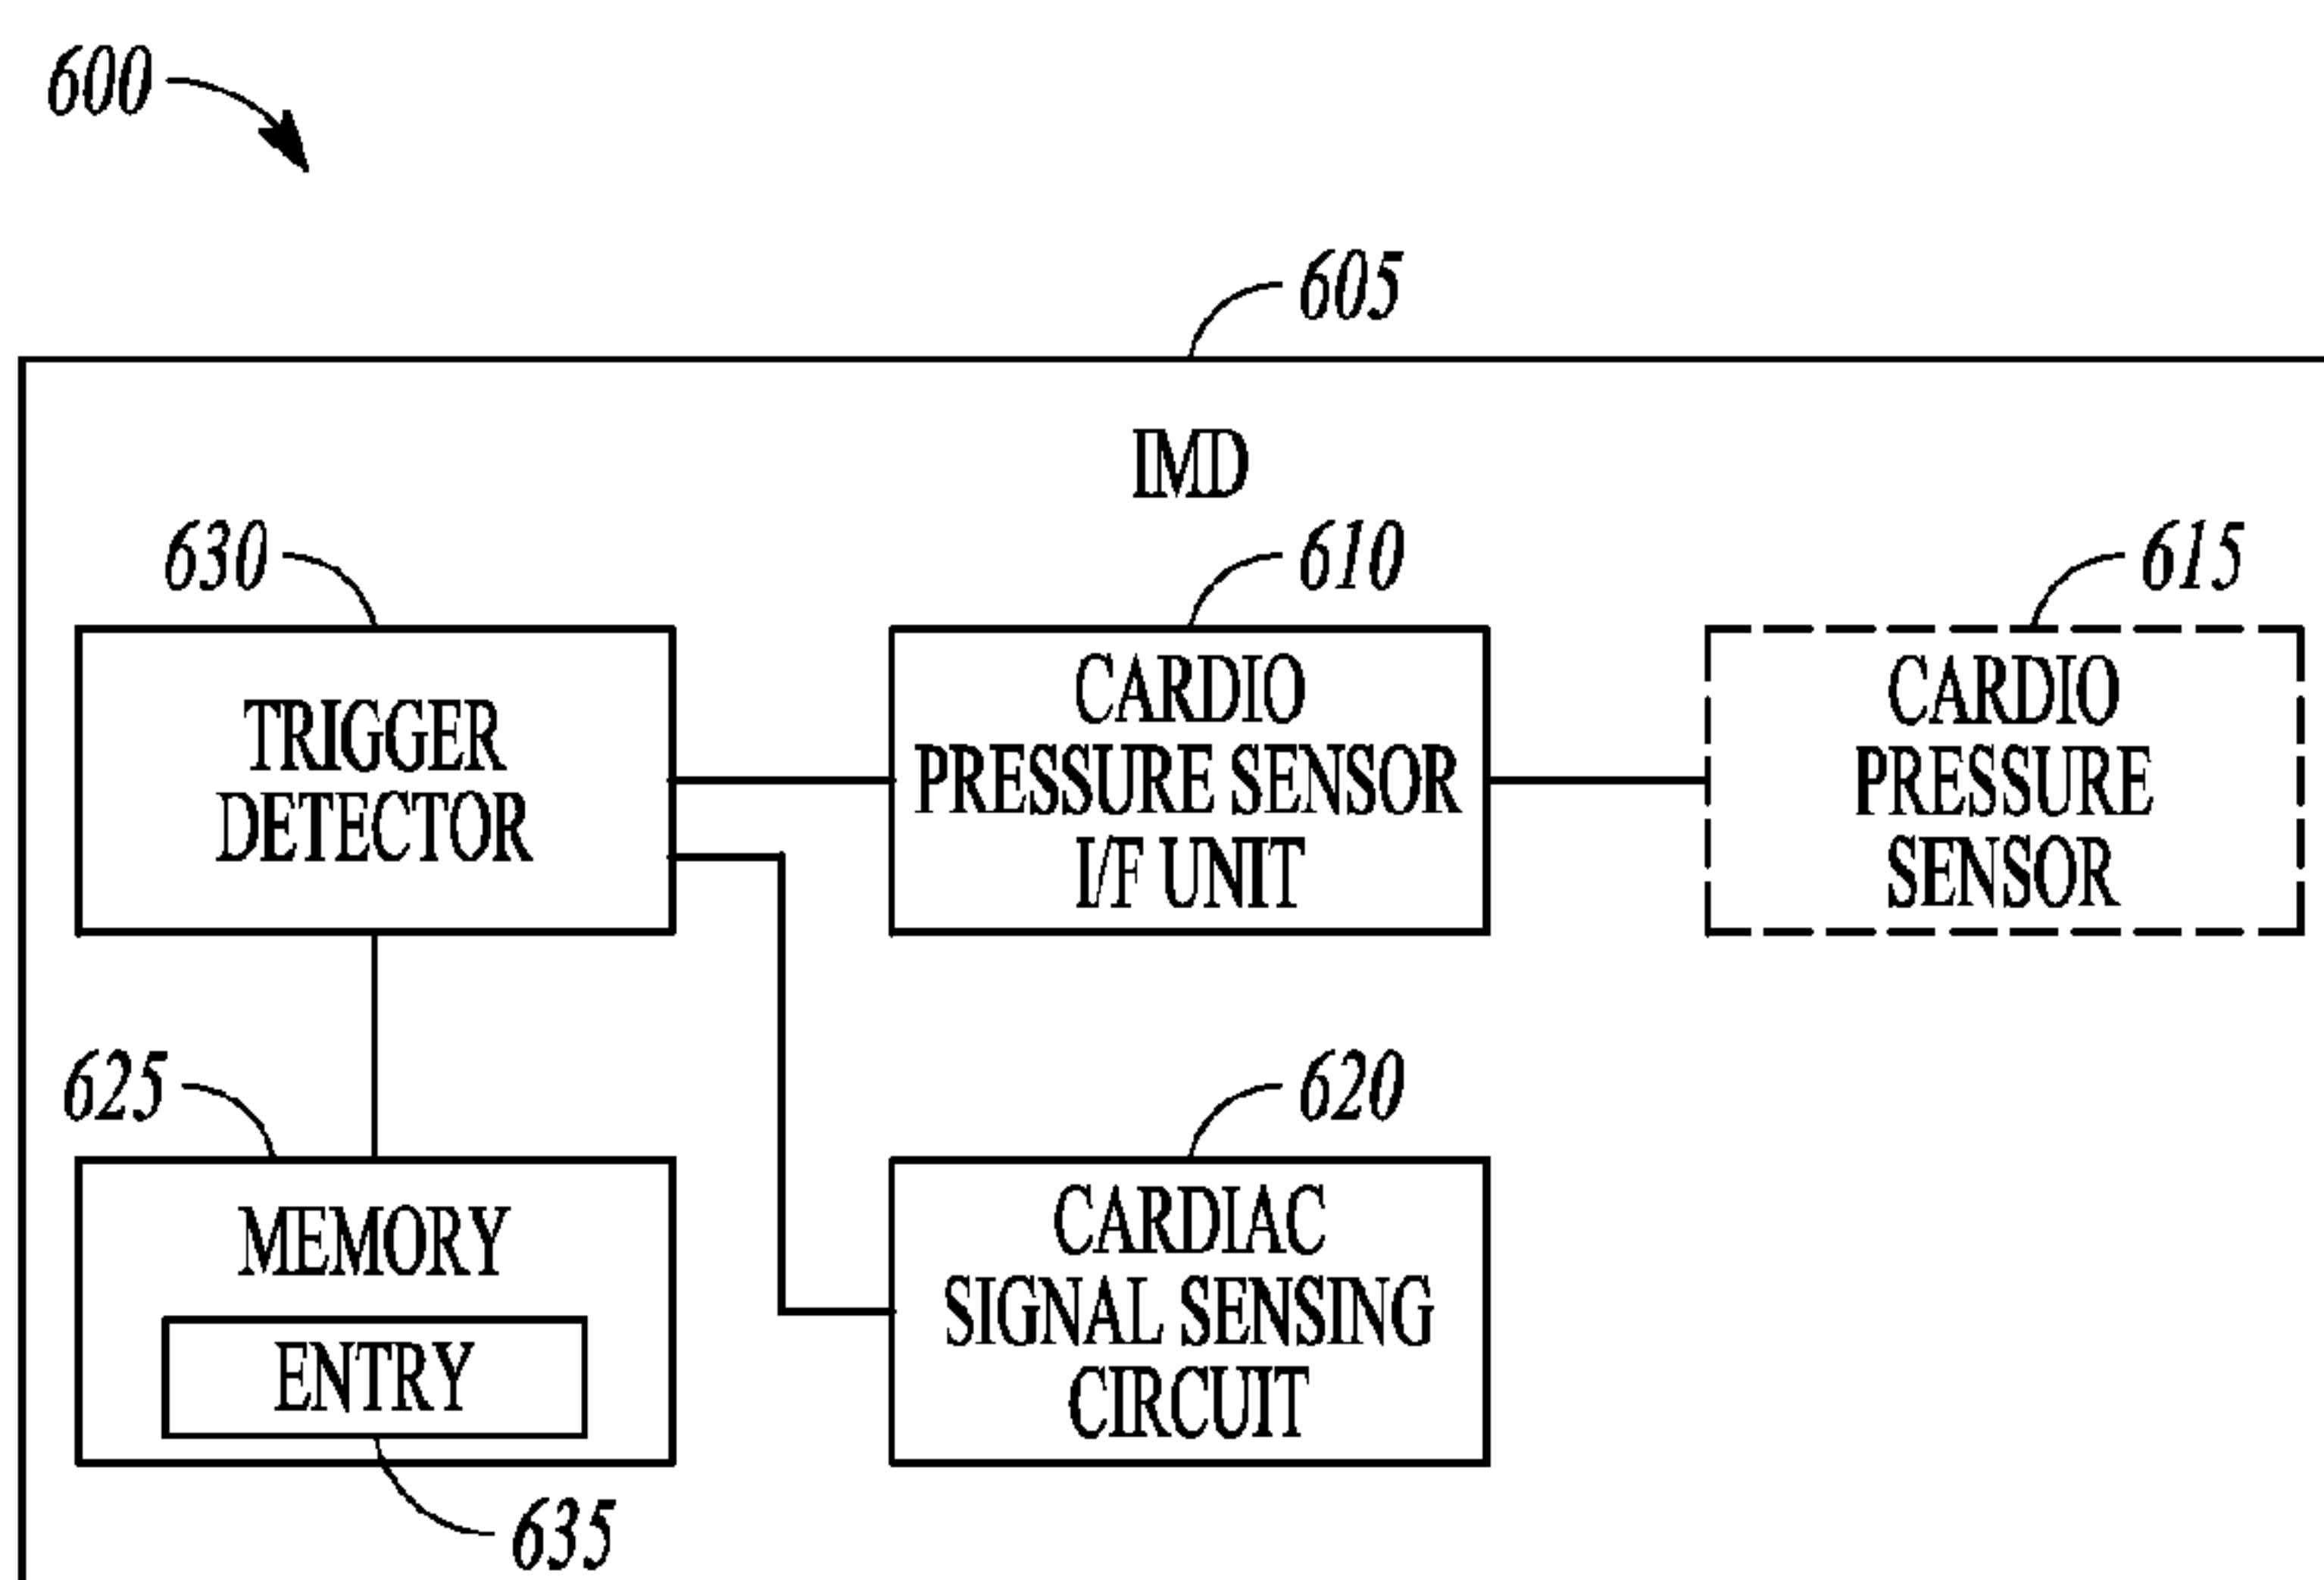 600
605
IMD
630
610
615
TRIGGER
DETECTOR
CARDIO
PRESSURE SENSOR
I/F UNIT
CARDIO
PRESSURE
SENSOR
625
620
MEMORY
ENTRY
CARDIAC
SIGNAL SENSING
CIRCUIT
635